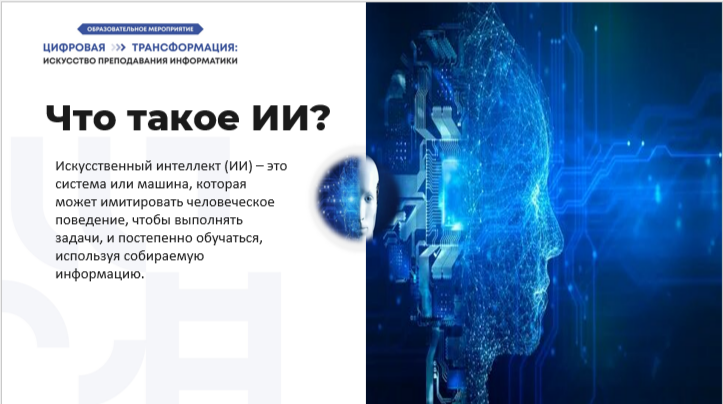 ОБРАЗОВАТЕЛЬНОЕ МЕРОПРИЯТИЕ
ЦИФРОВАЯ >>> ТРАНСФОРМАЦИЯ:
ИСКУССТВО ПРЕПОДАВАНИЯ ИНФОРМАТИКИ
Что такое ИИ?
Искусственный интеллект (ИИ) – это
система или машина, которая
может имитировать человеческое
поведение, чтобы выполнять
задачи, и постепенно обучаться,
используя собираемую
информацию.